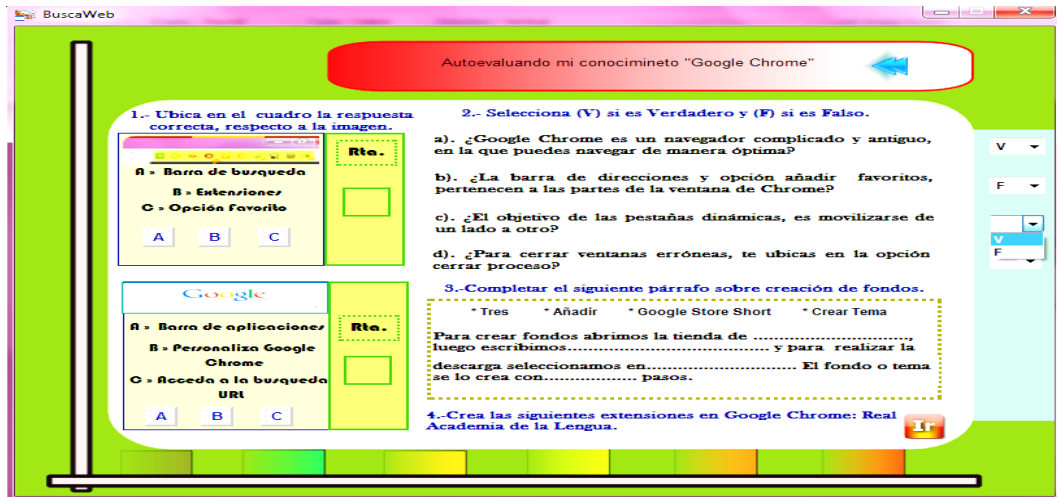 BuscaWeb
Autoevaluando mi conocimineto "Google Chrome"
1.- Ubica en el cuadro la respuesta
correcta, respecto a la imagen.
A » Barra de busqueda
B » Extensiones
C » Opción Favorito
A B C
Rta.
Google
A » Barra de aplicaciones
B » Personaliza Google
Chrome
C » Acceda a la busqueda
URL
A B C
Rta.
2.- Selecciona (V) si es Verdadero y (F) si es Falso.
a). ¿Google Chrome es un navegador complicado y antiguo,
en la que puedes navegar de manera óptima?
V
b). ¿La barra de direcciones y opción añadir favoritos,
pertenecen a las partes de la ventana de Chrome?
F
c). ¿El objetivo de las pestañas dinámicas, es movilizarse de
un lado a otro?
V
F
d). ¿Para cerrar ventanas erróneas, te ubicas en la opción
cerrar proceso?
3.-Completar el siguiente párrafo sobre creación de fondos.
* Tres * Añadir * Google Store Short * Crear Tema
Para crear fondos abrimos la tienda de ..............................,
luego escribimos....................................... y para realizar la
descarga seleccionamos en............................. El fondo o tema
se lo crea con.................. pasos.
4.-Crea las siguientes extensiones en Google Chrome: Real
Academia de la Lengua.
Ir